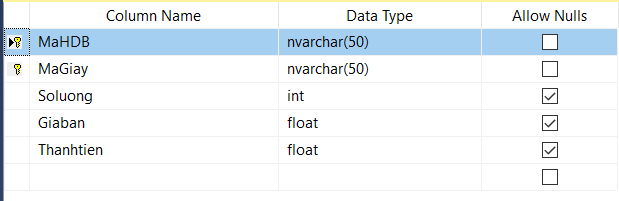 Column Name Data Type Allow Nulls
MaHDB nvarchar(50)
MaGiay nvarchar(50)
Soluong int
Giaban float
Thanhtien float